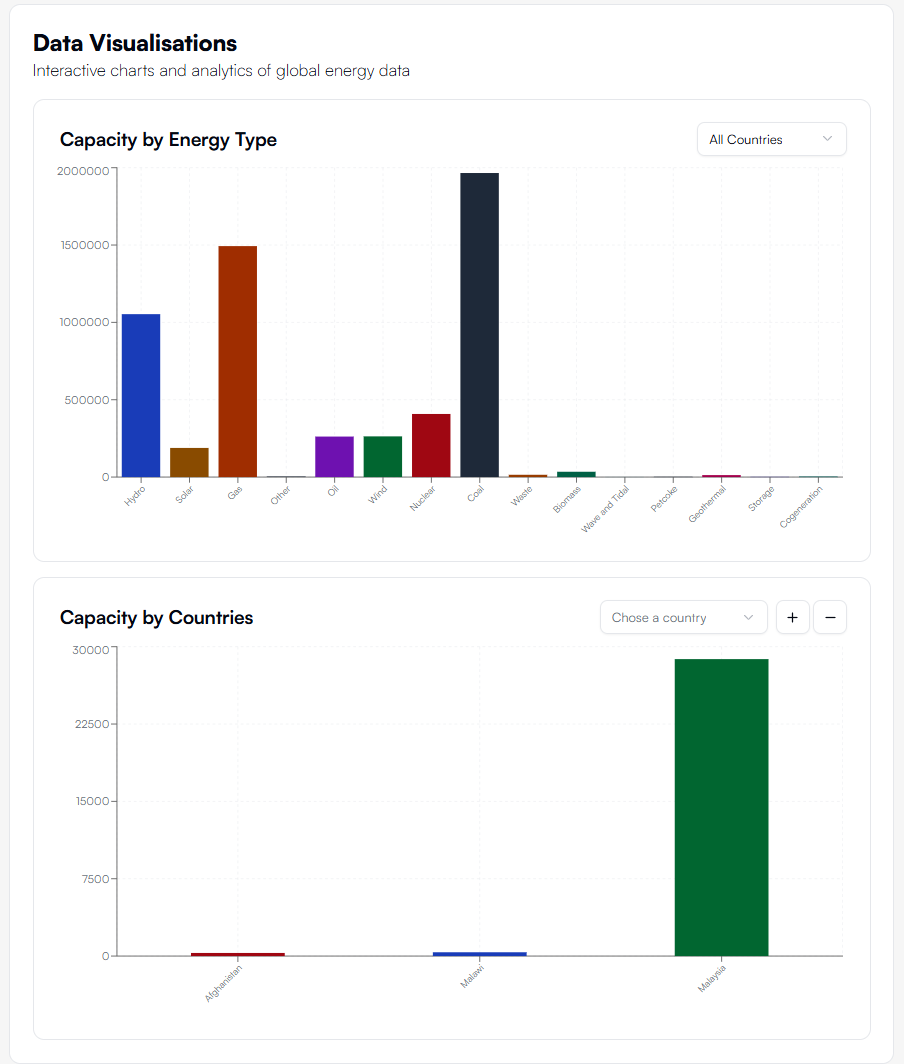 Data Visualisations
Interactive charts and analytics of global energy data
Capacity by Energy Type
All Countries
2000000
1500000
1000000
500000
0
Hydro
Solar
Gas
Other
Oil
Wind
Nuclear
Coal
Waste
Biomass
Wave and Tidal
Petcoke
Geothermal
Storage
Cogeneration
Capacity by Countries
Chose a country
+
−
30000
22500
15000
7500
0
Afghanistan
Malawi
Malaysia